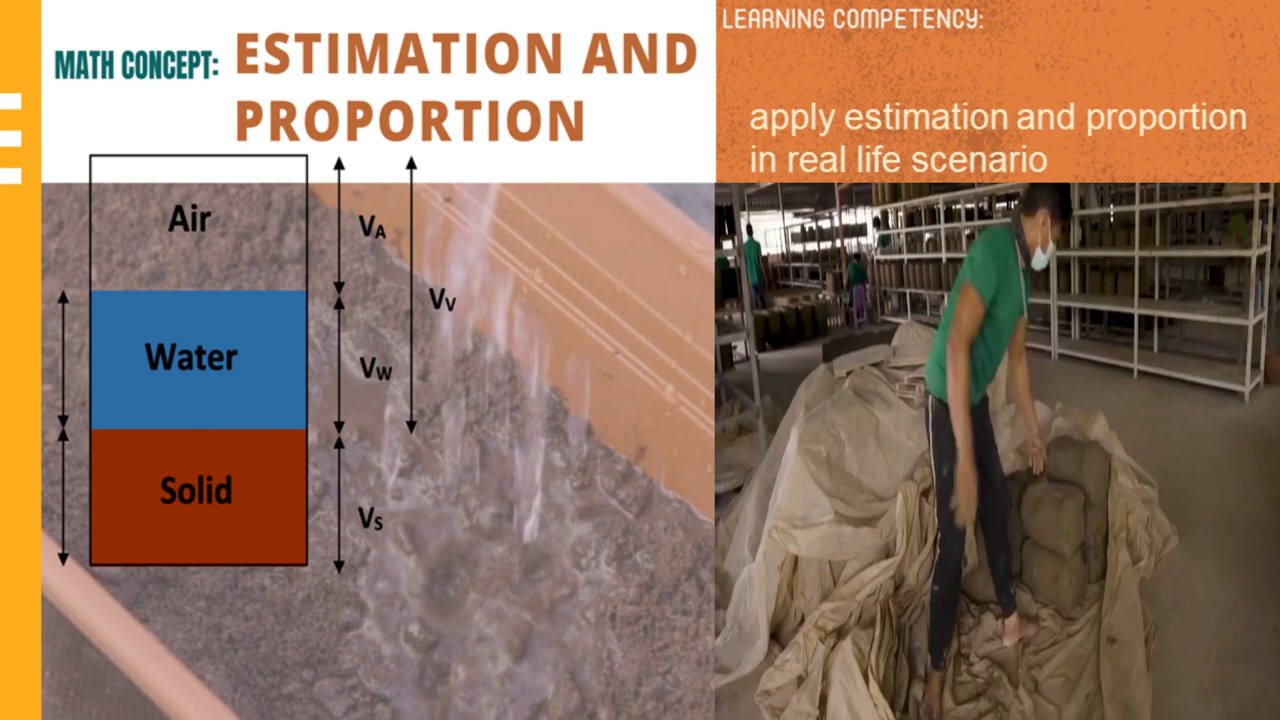 MATH CONCEPT: ESTIMATION AND
PROPORTION
LEARNING COMPETENCY:
apply estimation and proportion
in real life scenario
Air
Water
Solid
VA
VV
VW
VS